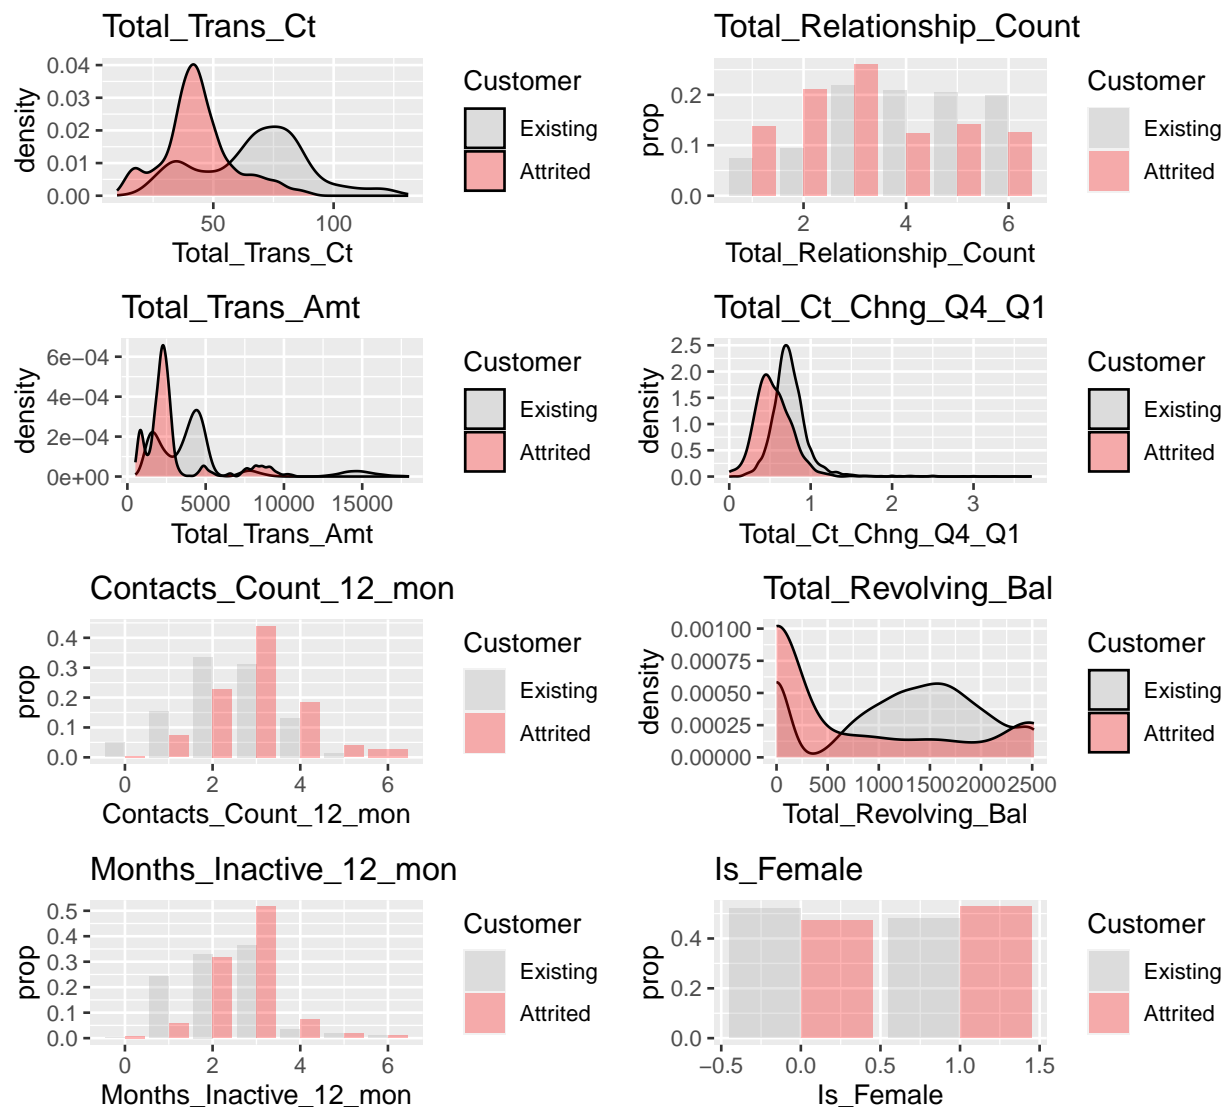 Total_Trans_Ct
density
0.04
0.03
0.02
0.01
0.00
50 100
Total_Trans_Ct
Customer
Existing
Attrited
Total_Relationship_Count
prop
0.2
0.1
0.0
2 4 6
Total_Relationship_Count
Customer
Existing
Attrited
Total_Trans_Amt
density
6e−04
4e−04
2e−04
0e+00
0 5000 10000 15000
Total_Trans_Amt
Customer
Existing
Attrited
Total_Ct_Chng_Q4_Q1
density
2.5
2.0
1.5
1.0
0.5
0.0
0 1 2 3
Total_Ct_Chng_Q4_Q1
Customer
Existing
Attrited
Contacts_Count_12_mon
prop
0.4
0.3
0.2
0.1
0.0
0 2 4 6
Contacts_Count_12_mon
Customer
Existing
Attrited
Total_Revolving_Bal
density
0.00100
0.00075
0.00050
0.00025
0.00000
0 500 1000 1500 2000 2500
Total_Revolving_Bal
Customer
Existing
Attrited
Months_Inactive_12_mon
prop
0.5
0.4
0.3
0.2
0.1
0.0
0 2 4 6
Months_Inactive_12_mon
Customer
Existing
Attrited
Is_Female
prop
0.4
0.2
0.0
−0.5 0.0 0.5 1.0 1.5
Is_Female
Customer
Existing
Attrited